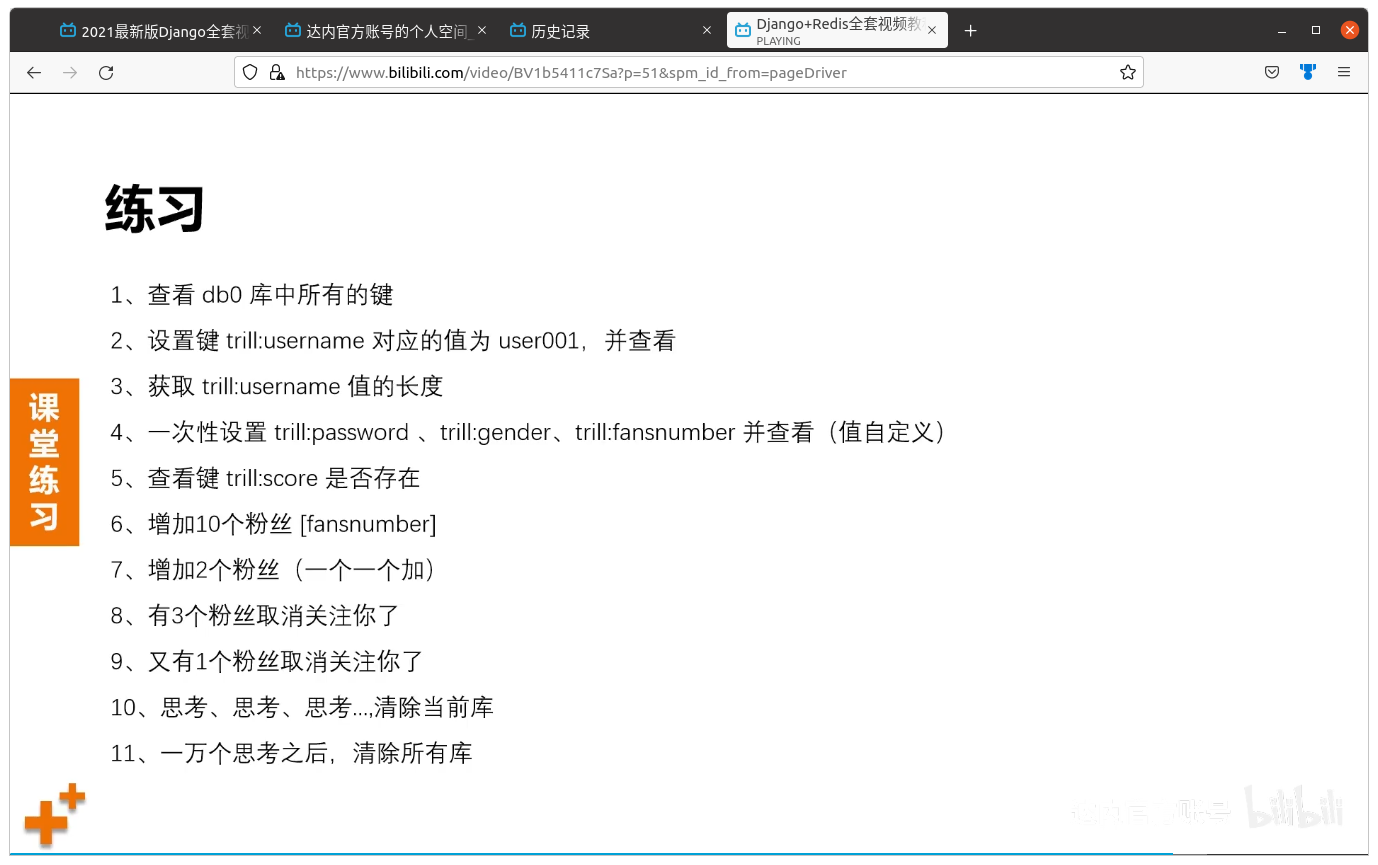 2021最新版Django全套视
达内官方账号的个人空间_
历史记录
Django+Redis全套视频教
PLAYING
https://www.bilibili.com/video/BV1b5411c7Sa?p=51&spm_id_from=pageDriver
练习
1、查看 db0 库中所有的键
2、设置键 trill:username 对应的值为 user001，并查看
3、获取 trill:username 值的长度
4、一次性设置 trill:password 、trill:gender、trill:fansnumber 并查看（值自定义）
5、查看键 trill:score 是否存在
6、增加10个粉丝 [fansnumber]
7、增加2个粉丝（一个一个加）
8、有3个粉丝取消关注你了
9、又有1个粉丝取消关注你了
10、思考、思考、思考...,清除当前库
11、一万个思考之后，清除所有库
课
堂
练
习
bilibili